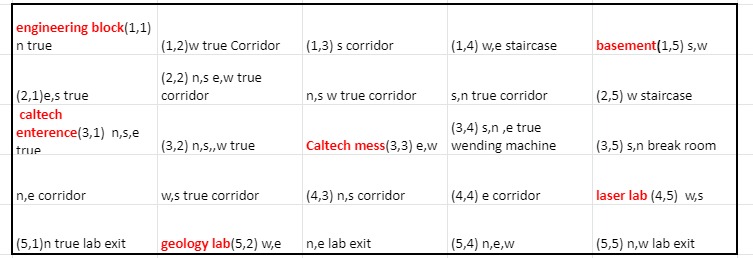 engineering block(1,1)
n true
(1,2)w true Corridor
(1,3) s corridor
(1,4) w,e staircase
basement(1,5) s,w
(2,1)e,s true
(2,2) n,s e,w true
corridor
n,s w true corridor
s,n true corridor
(2,5) w staircase
caltech
enterence(3,1) n,s,e
true
(3,2) n,s,,w true
Caltech mess(3,3) e,w
(3,4) s,n ,e true
wending machine
(3,5) s,n break room
n,e corridor
w,s true corridor
(4,3) n,s corridor
(4,4) e corridor
laser lab (4,5) w,s
(5,1)n true lab exit
geology lab(5,2) w,e
n,e lab exit
(5,4) n,e,w
(5,5) n,w lab exit